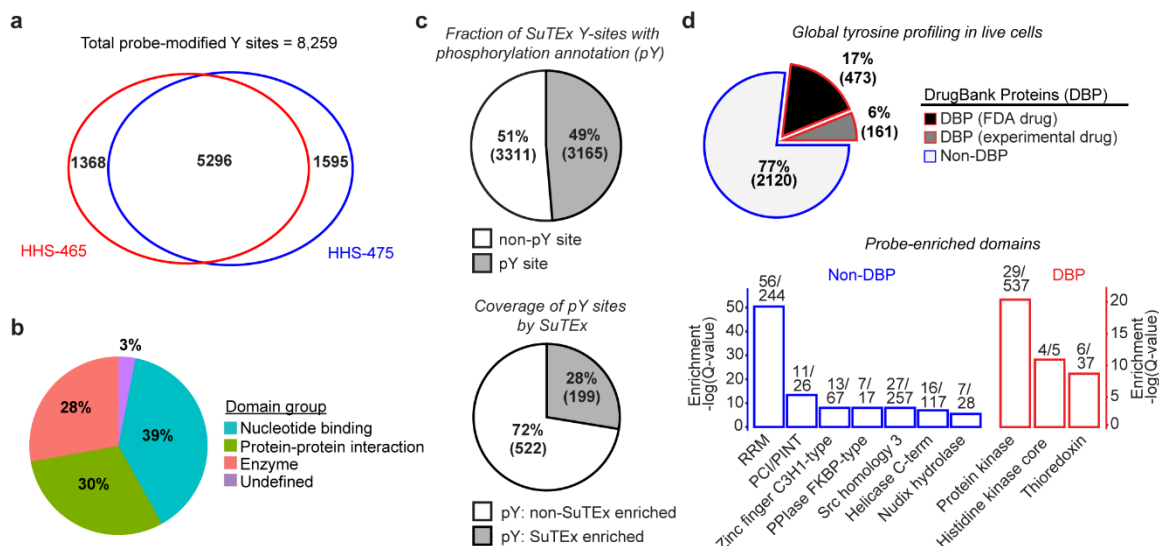 a
Total probe-modified Y sites = 8,259
1368
5296
1595
HHS-465
HHS-475
b
3%
28%
39%
30%
Domain group
Nucleotide binding
Protein-protein interaction
Enzyme
Undefined
c
Fraction of SuTEx Y-sites with
phosphorylation annotation (pY)
51%
(3311)
49%
(3165)
non-pY site
pY site
Coverage of pY sites
by SuTEx
28%
(199)
72%
(522)
pY: non-SuTEx enriched
pY: SuTEx enriched
d
Global tyrosine profiling in live cells
17%
(473)
6%
(161)
77%
(2120)
DrugBank Proteins (DBP)
DBP (FDA drug)
DBP (experimental drug)
Non-DBP
Probe-enriched domains
Non-DBP
DBP
Enrichment
-log(Q-value)
50
40
30
20
10
0
56/
244
11/
26
13/
67
7/
17
27/
257
16/
117
7/
28
RRM
PCI/PINT
Zinc finger C3H1-type
PPIase FKBP-type
Src homology 3
Helicase C-term
Nudix hydrolase
29/
537
4/5
6/
37
Protein kinase
Histidine kinase core
Thioredoxin
20
15
10
5
0
Enrichment
-log(Q-value)